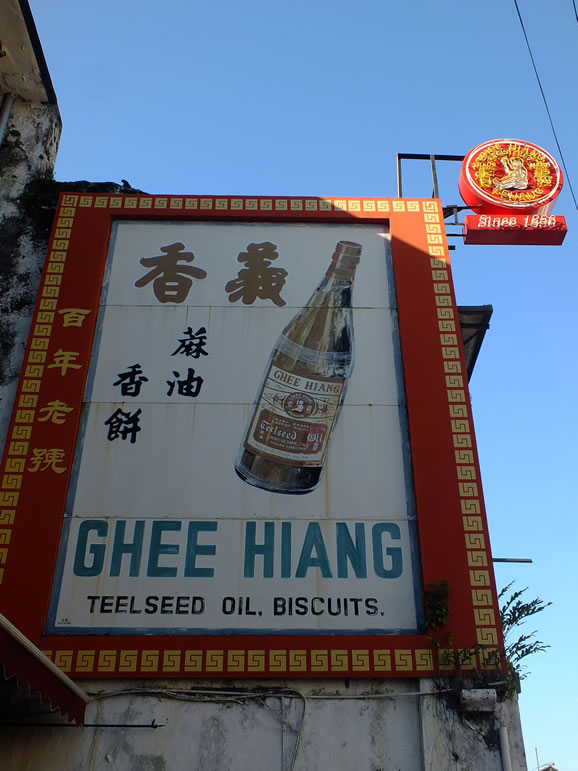 義香
蔴油
香餅
百年老號
GHEE HIANG
Teelseed Oil
GHEE HIANG
TEELSEED OIL, BISCUITS.
Since 1856